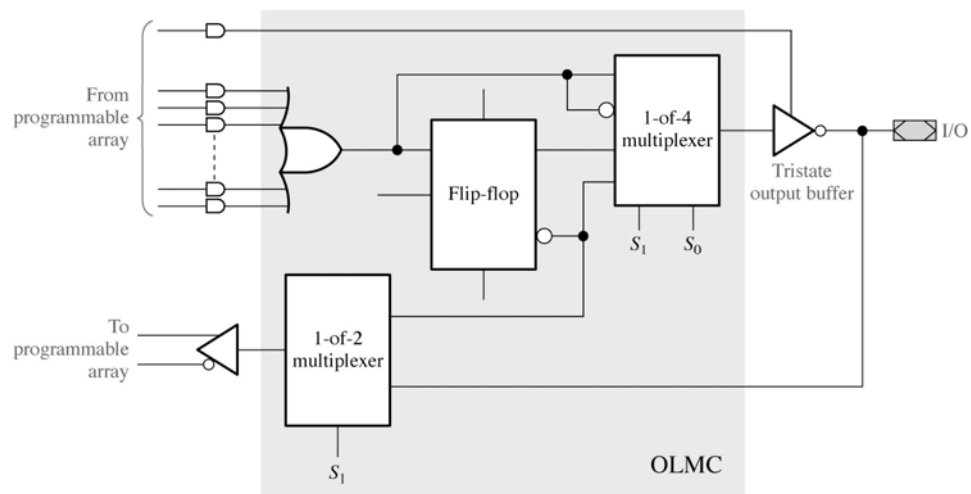 From
programmable
array
Flip-flop
1-of-4
multiplexer
S₁
S₀
I/O
Tristate
output buffer
To
programmable
array
1-of-2
multiplexer
S₁
OLMC